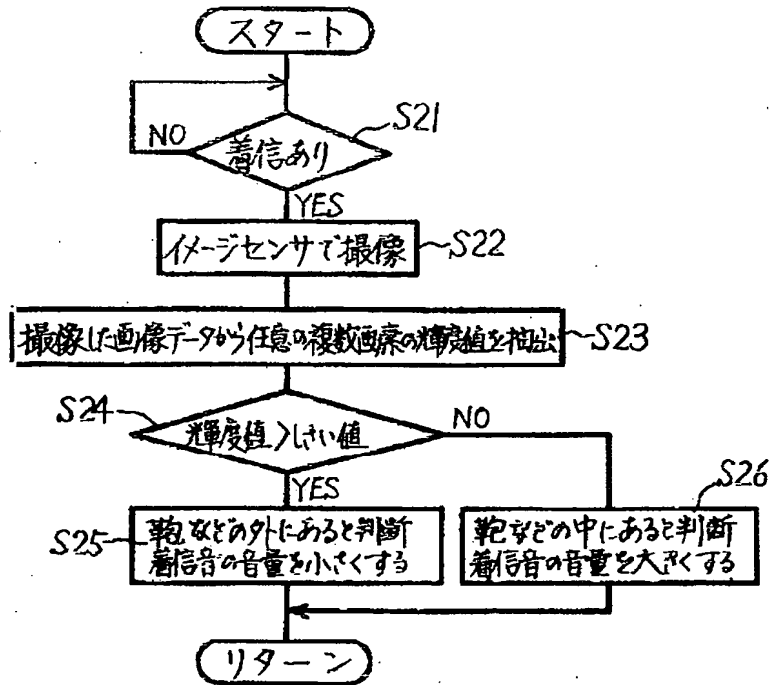 スタート
S21
NO
着信あり
YES
イメージセンサで撮像
S22
撮像した画像データから任意の複数画素の輝度値を抽出
S23
S24
輝度値>しきい値
NO
YES
S25
鞄などの外にあると判断
着信音の音量を小さくする
S26
鞄などの中にあると判断
着信音の音量を大きくする
リターン